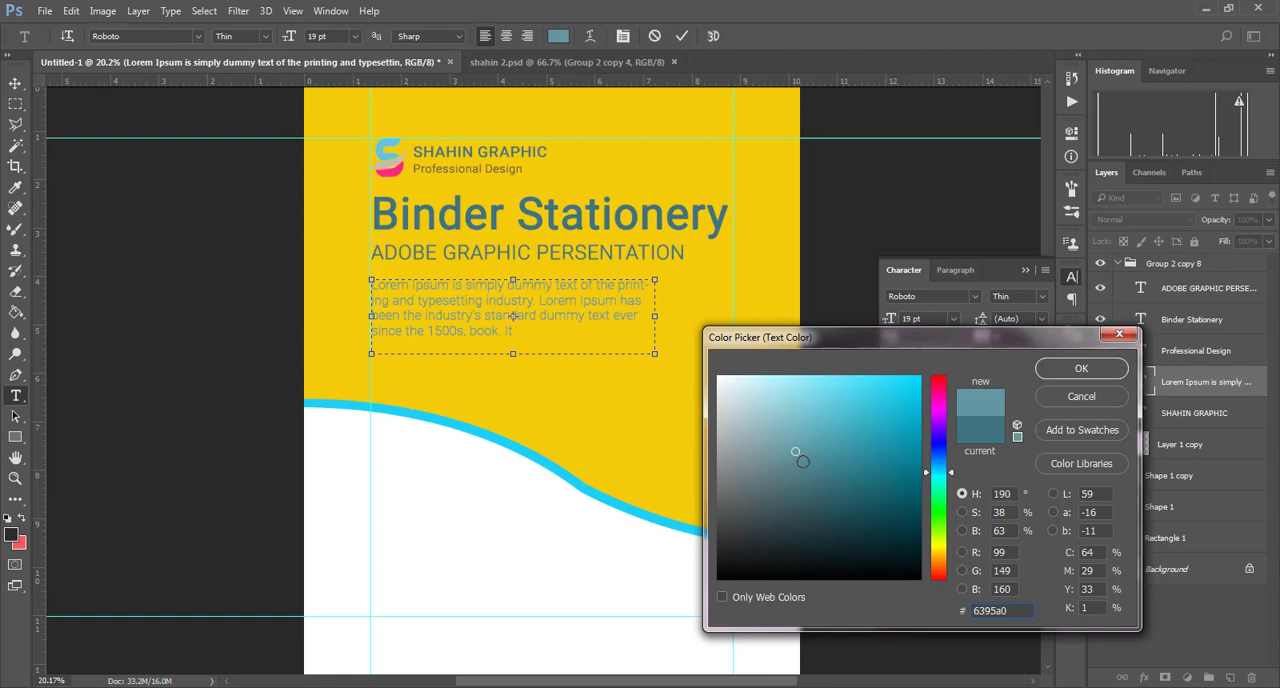 Ps File Edit Image Layer Type Select Filter 3D View Window Help
T Roboto Thin 19 pt aa Sharp 3D
Untitled-1 @ 20.2% (Lorem Ipsum is simply dummy text of the printing and typesettin, RGB/8) * × shahin 2.psd @ 66.7% (Group 2 copy 4, RGB/8) ×
SHAHIN GRAPHIC
Professional Design
Binder Stationery
ADOBE GRAPHIC PERSENTATION
Lorem Ipsum is simply dummy text of the print-
ing and typesetting industry. Lorem Ipsum has
been the industry's standard dummy text ever
since the 1500s, book. It
Histogram Navigator
Layers Channels Paths
Kind
Normal Opacity: 100%
Locks: Fill: 100%
Group 2 copy 8
ADOBE GRAPHIC PERSE...
Binder Stationery
Professional Design
Lorem Ipsum is simply ...
SHAHIN GRAPHIC
Layer 1 copy
Shape 1 copy
Shape 1
Rectangle 1
Background
Character Paragraph
Roboto Thin
19 pt (Auto)
Color Picker (Text Color)
new
current
OK
Cancel
Add to Swatches
Color Libraries
H: 190 ° L: 59
S: 38 % a: -16
B: 63 % b: -11
R: 99 C: 64 %
G: 149 M: 29 %
B: 160 Y: 33 %
# 6395a0 K: 1 %
Only Web Colors
20.17% Doc: 33.2M/16.0M